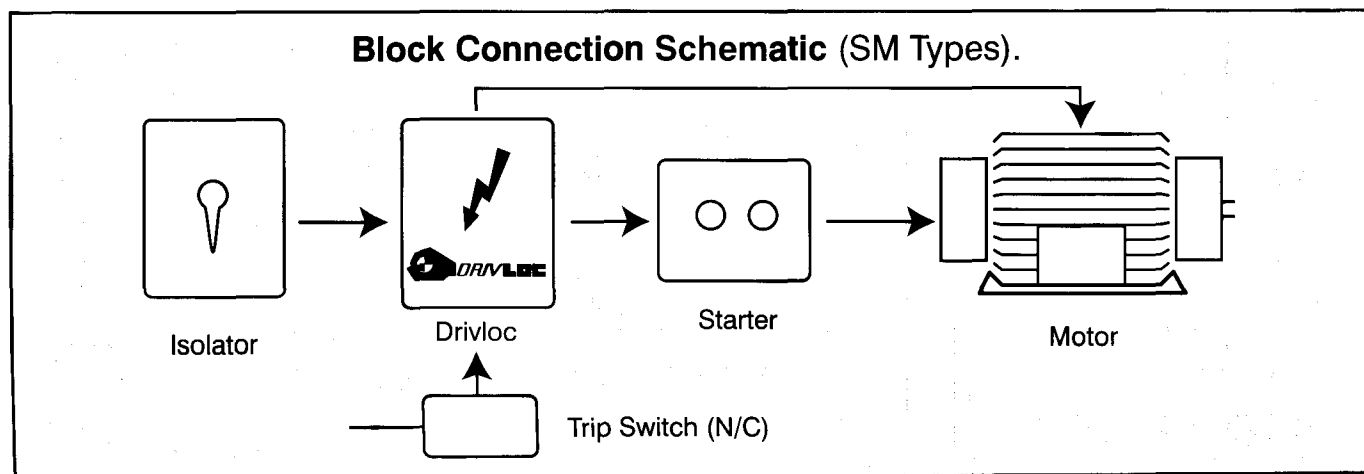 Block Connection Schematic (SM Types).
DRIVLOC
Isolator
Drivloc
Starter
Motor
Trip Switch (N/C)